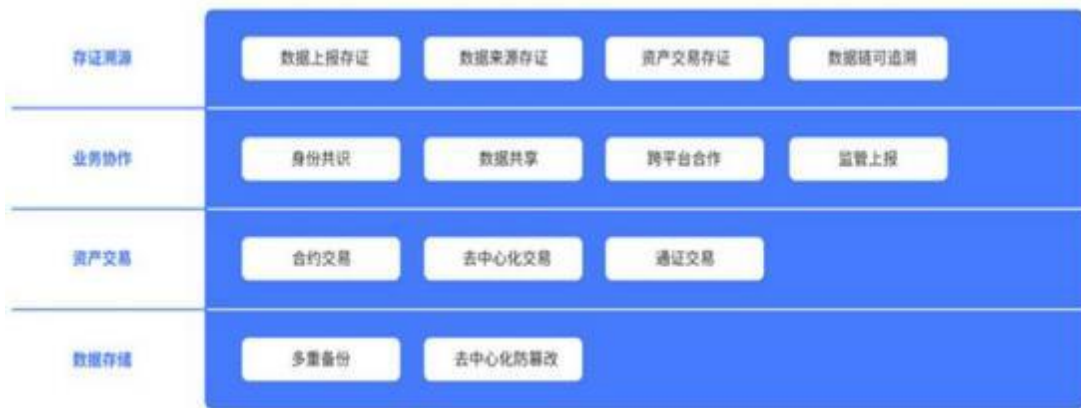 存证溯源
数据上报存证 数据来源存证 资产交易存证 数据链可追溯
业务协作
身份共识 数据共享 跨平台合作 监管上报
资产交易
合约交易 去中心化交易 通证交易
数据存储
多重备份 去中心化防篡改